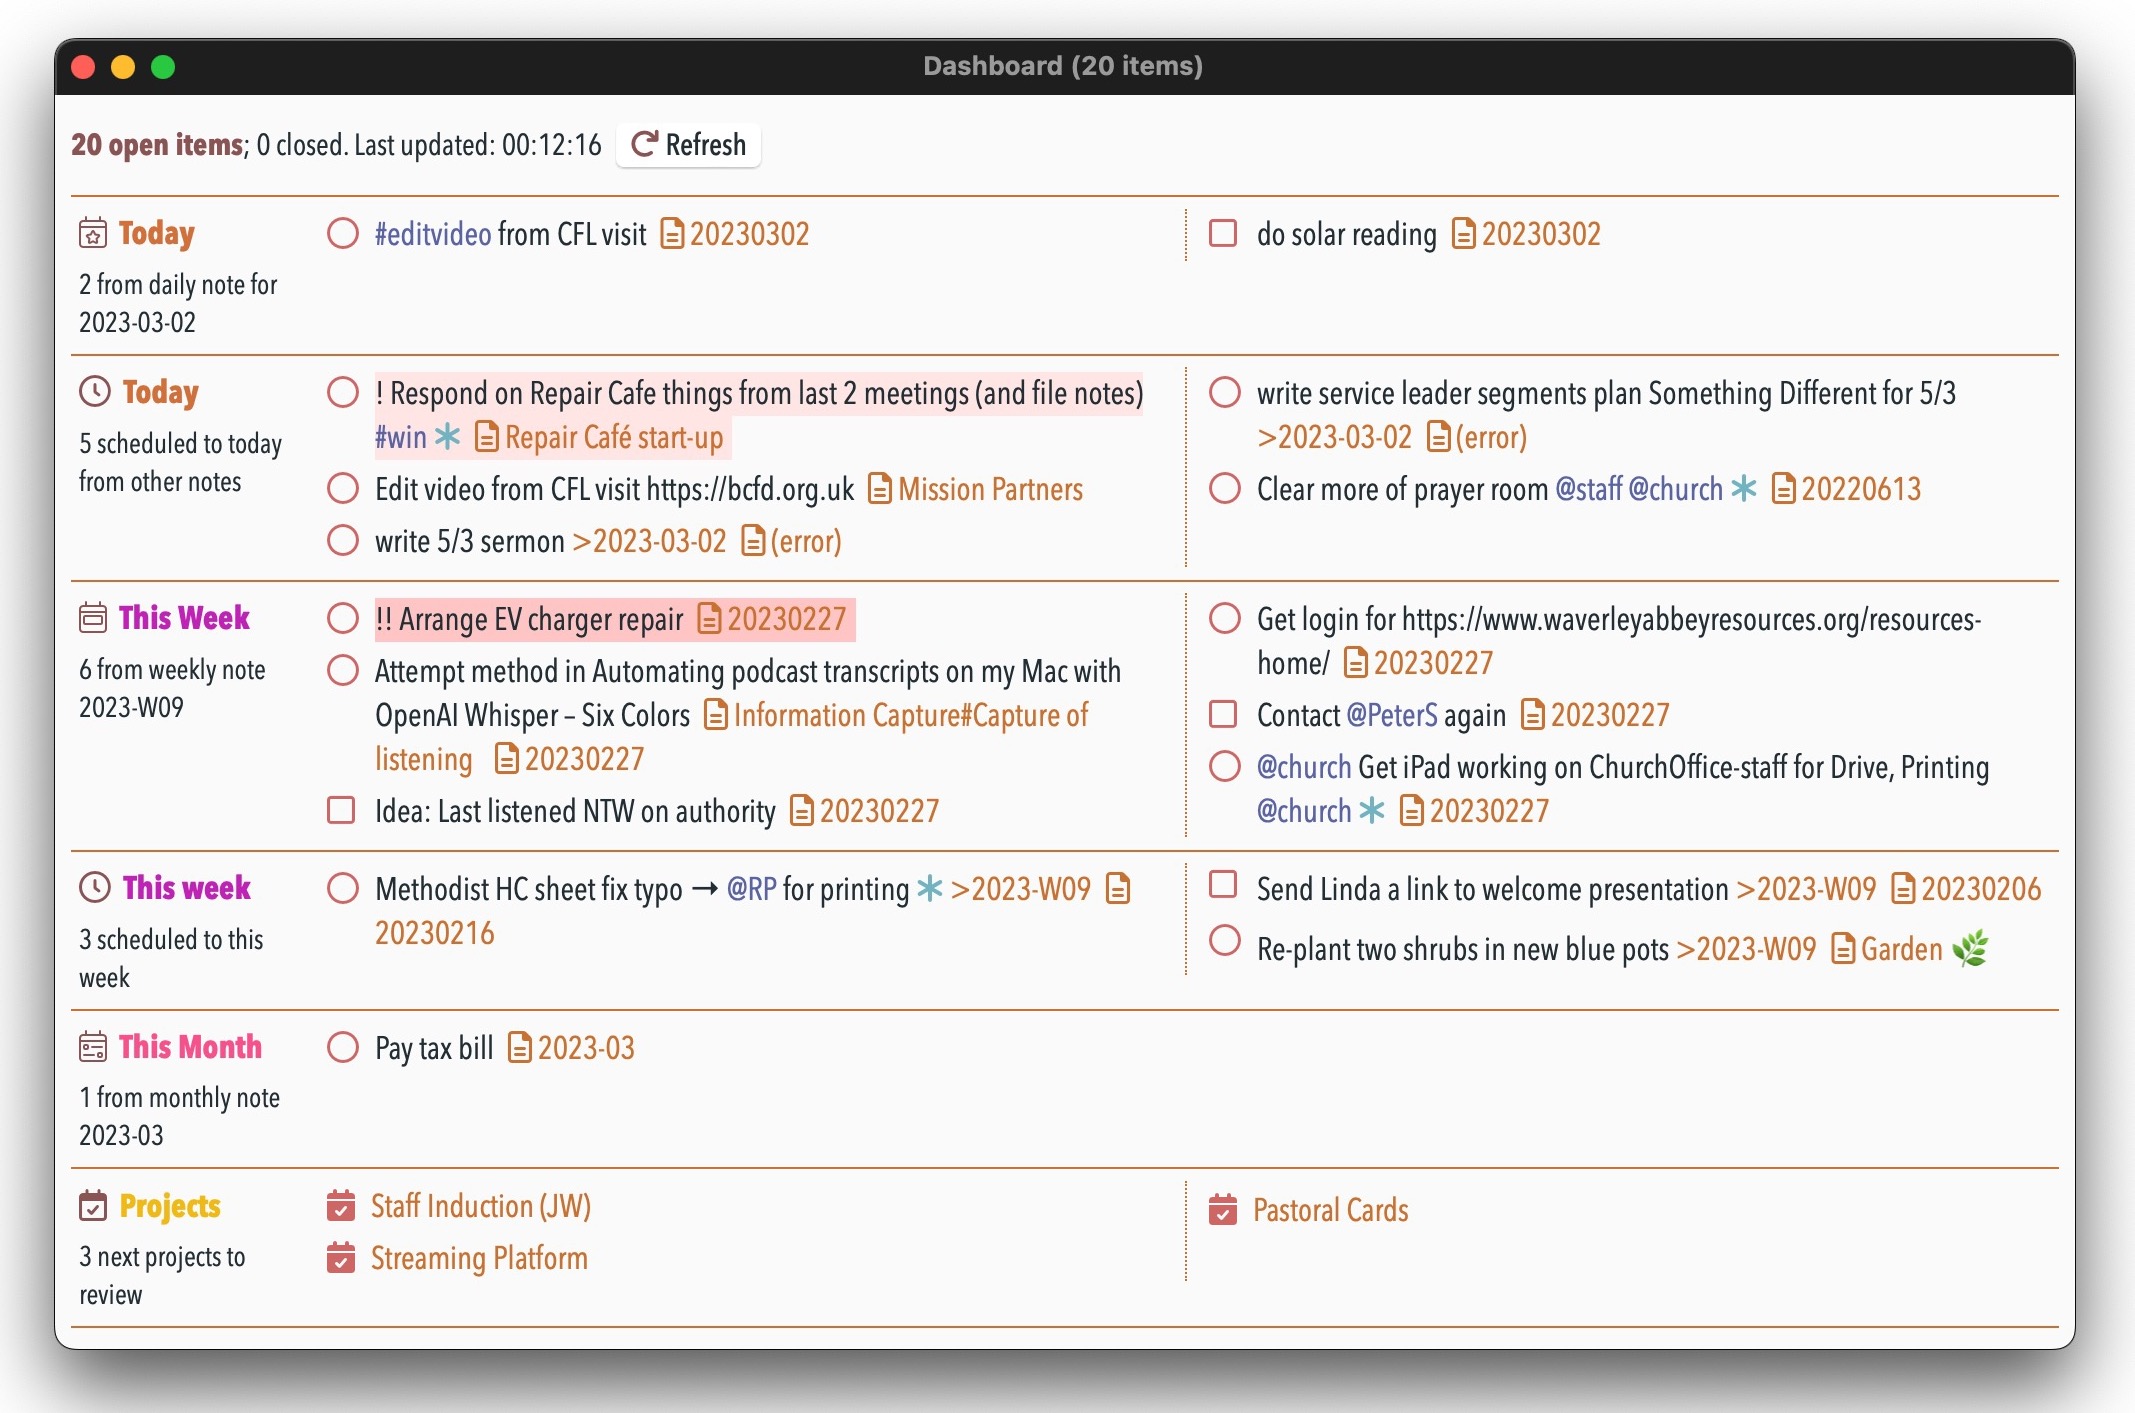 Dashboard (20 items)
20 open items; 0 closed. Last updated: 00:12:16 Refresh
Today
2 from daily note for
2023-03-02
#editvideo from CFL visit 20230302
do solar reading 20230302
Today
5 scheduled to today
from other notes
! Respond on Repair Cafe things from last 2 meetings (and file notes)
#win Repair Café start-up
Edit video from CFL visit https://bcfd.org.uk Mission Partners
write 5/3 sermon >2023-03-02 (error)
write service leader segments plan Something Different for 5/3
>2023-03-02 (error)
Clear more of prayer room @staff @church 20220613
This Week
6 from weekly note
2023-W09
!! Arrange EV charger repair 20230227
Attempt method in Automating podcast transcripts on my Mac with
OpenAI Whisper – Six Colors Information Capture#Capture of
listening 20230227
Idea: Last listened NTW on authority 20230227
Get login for https://www.waverleyabbeyresources.org/resources-
home/ 20230227
Contact @PeterS again 20230227
@church Get iPad working on ChurchOffice-staff for Drive, Printing
@church 20230227
This week
3 scheduled to this
week
Methodist HC sheet fix typo → @RP for printing >2023-W09
20230216
Send Linda a link to welcome presentation >2023-W09 20230206
Re-plant two shrubs in new blue pots >2023-W09 Garden 🌿
This Month
1 from monthly note
2023-03
Pay tax bill 2023-03
Projects
3 next projects to
review
Staff Induction (JW)
Streaming Platform
Pastoral Cards